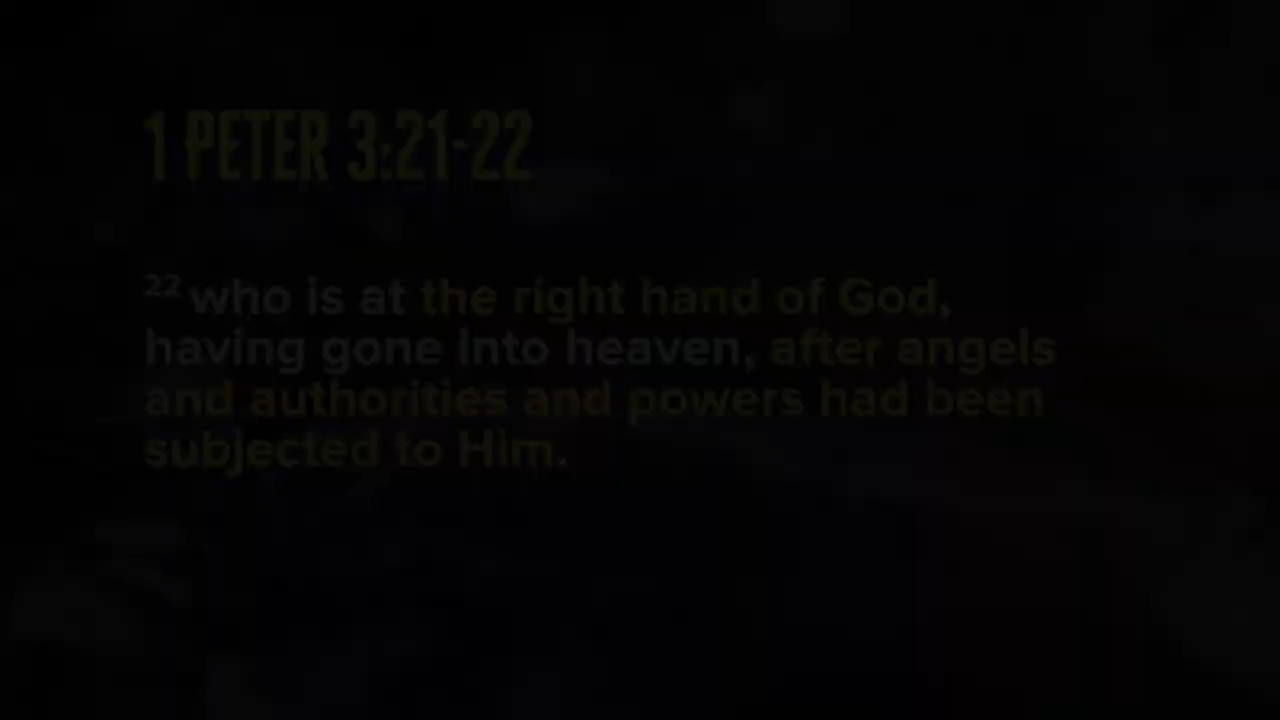 1 PETER 3:21-22
22 who is at the right hand of God,
having gone into heaven, after angels
and authorities and powers had been
subjected to Him.